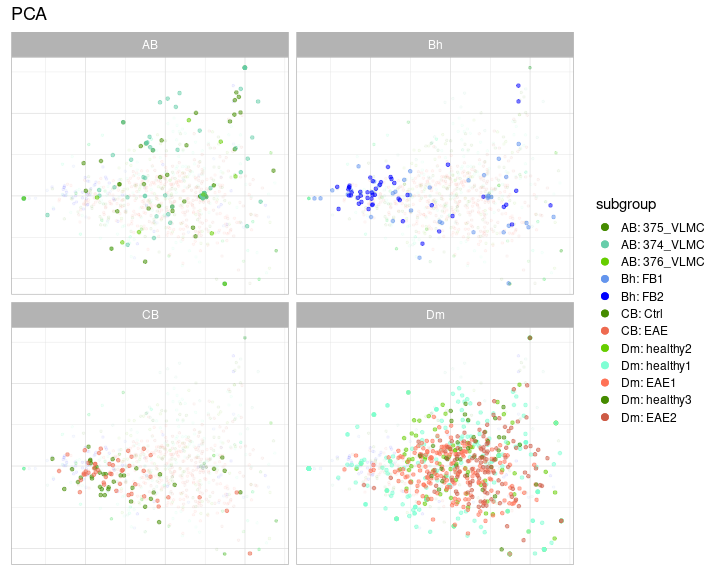 PCA
AB
Bh
CB
Dm
subgroup
AB: 375_VLMC
AB: 374_VLMC
AB: 376_VLMC
Bh: FB1
Bh: FB2
CB: Ctrl
CB: EAE
Dm: healthy2
Dm: healthy1
Dm: EAE1
Dm: healthy3
Dm: EAE2